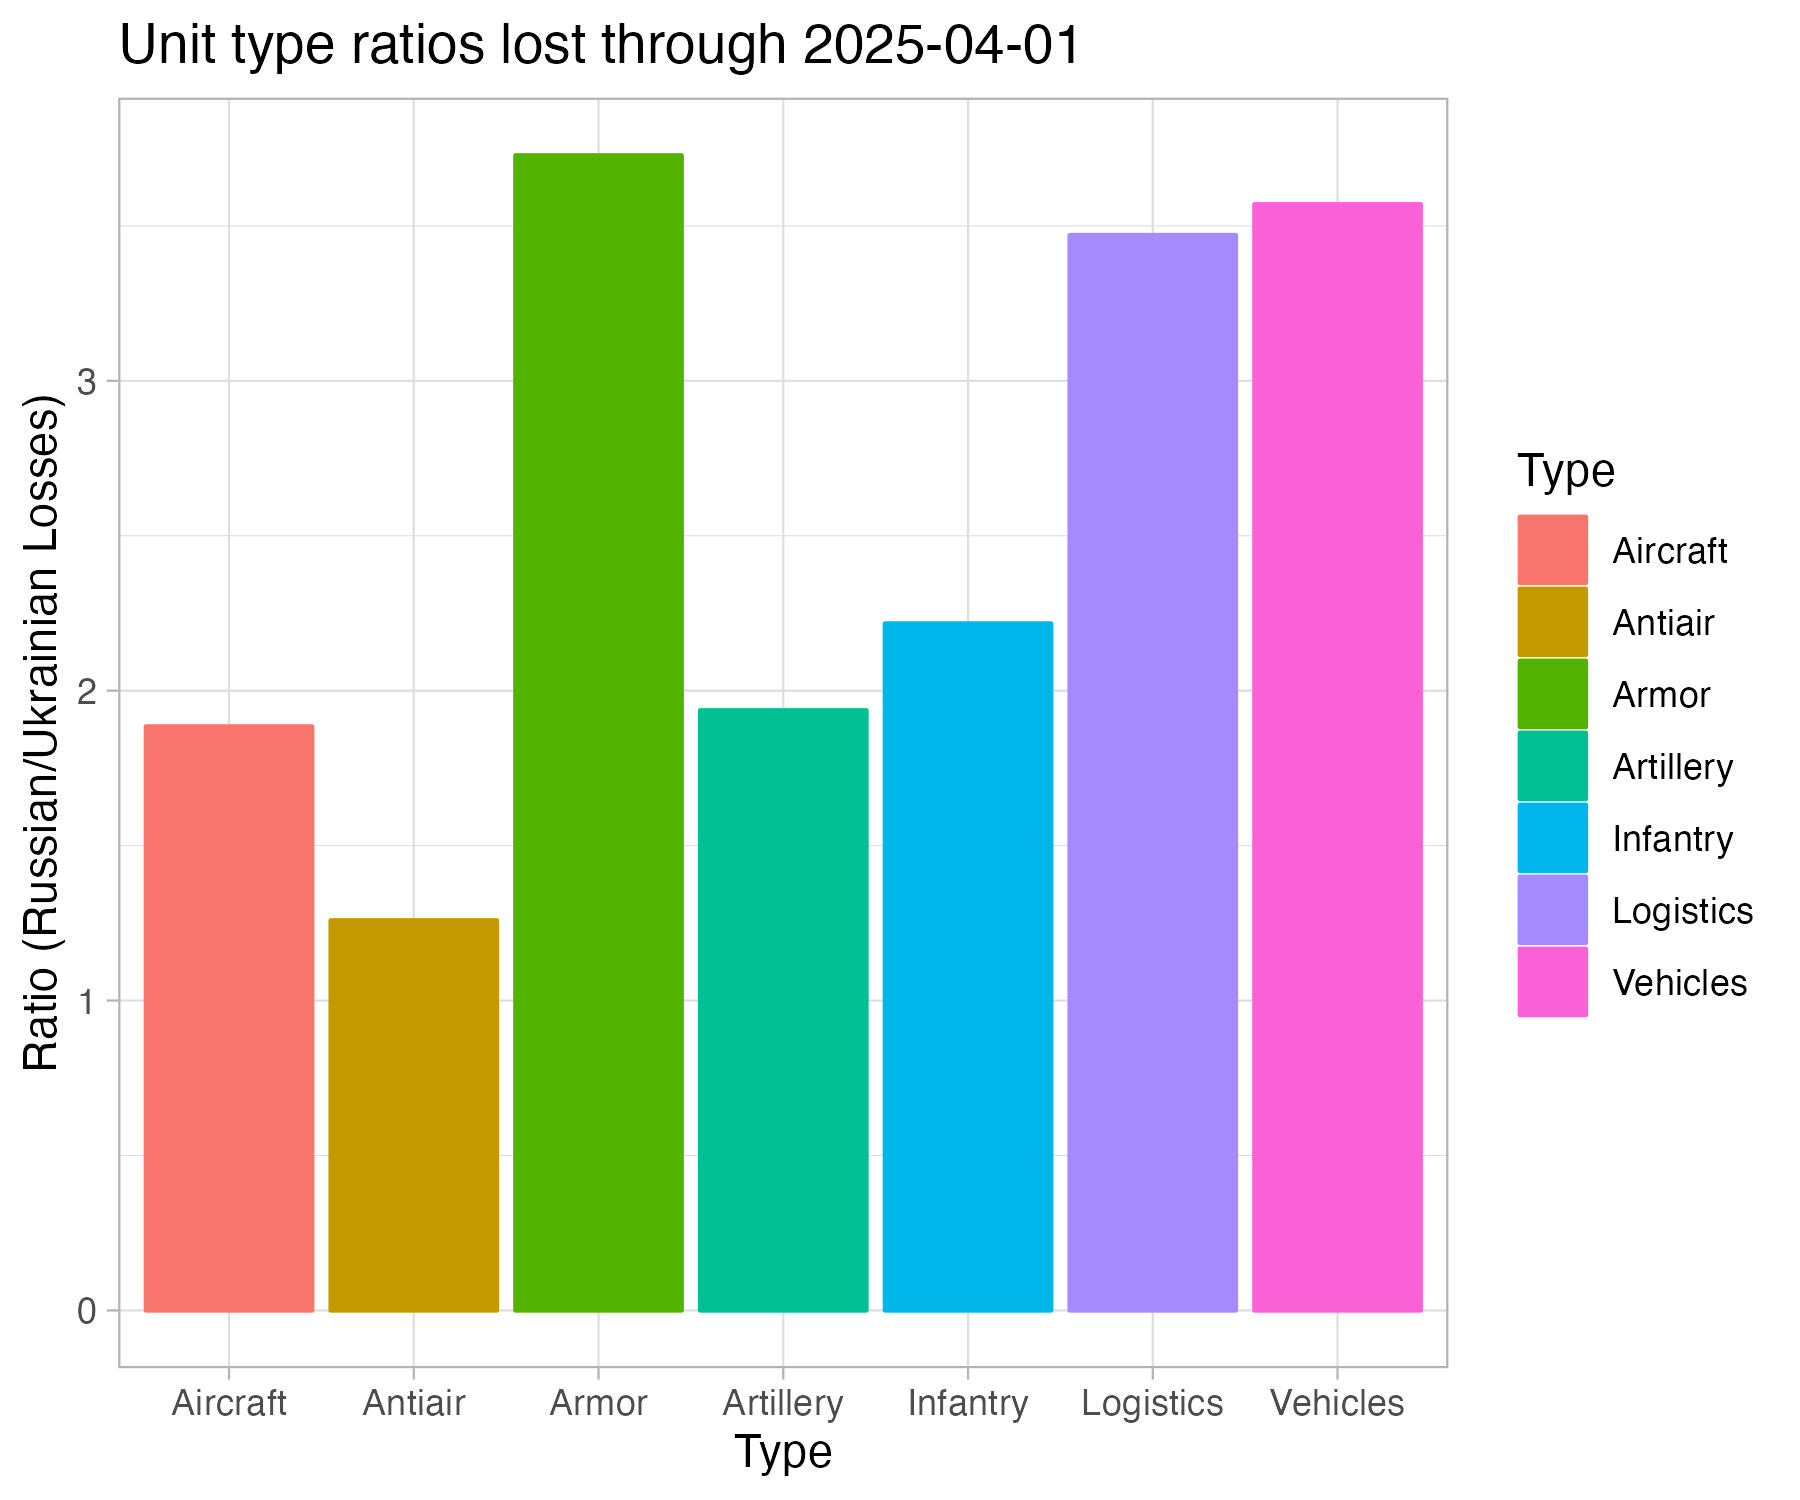 Unit type ratios lost through 2025-04-01
Ratio (Russian/Ukrainian Losses)
3
2
1
0
Aircraft
Antiair
Armor
Artillery
Infantry
Logistics
Vehicles
Type
Type
Aircraft
Antiair
Armor
Artillery
Infantry
Logistics
Vehicles